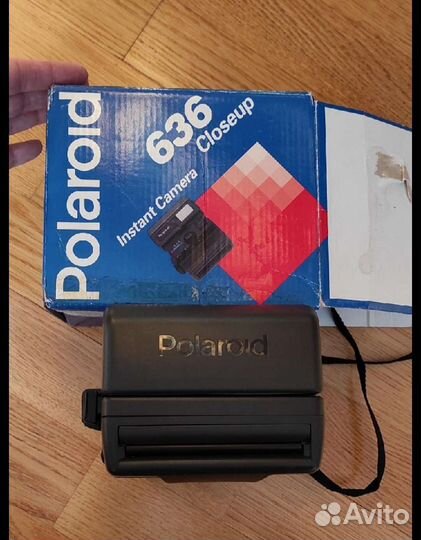 Polaroid
636
Closeup
Instant Camera
Polaroid
Avito